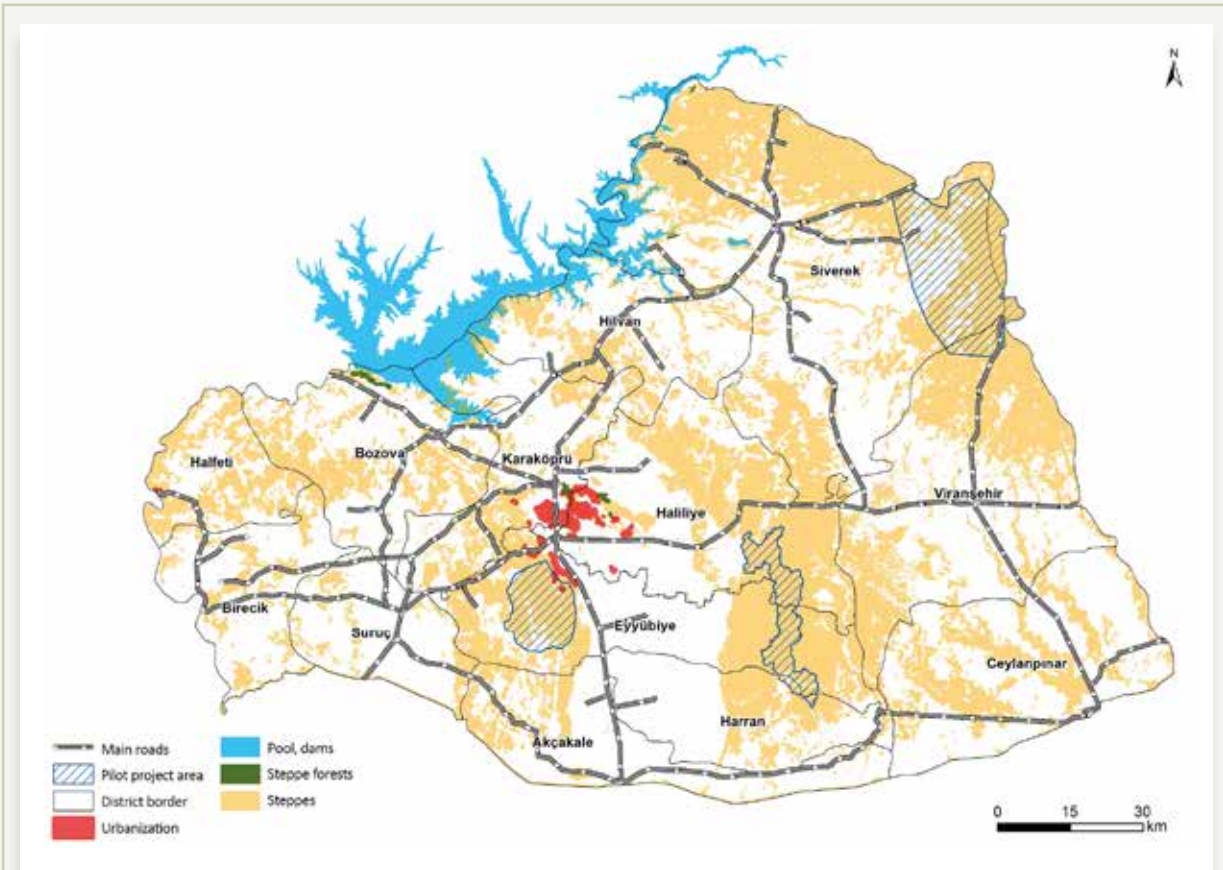 N
Siverek
Hilvan
Halfeti
Bozova
Karaköprü
Haliliye
Viranşehir
Birecik
Suruç
Eyyübiye
Ceylanpınar
Harran
Akçakale
Main roads
Pilot project area
District border
Urbanization
Pool, dams
Steppe forests
Steppes
0 15 30
km